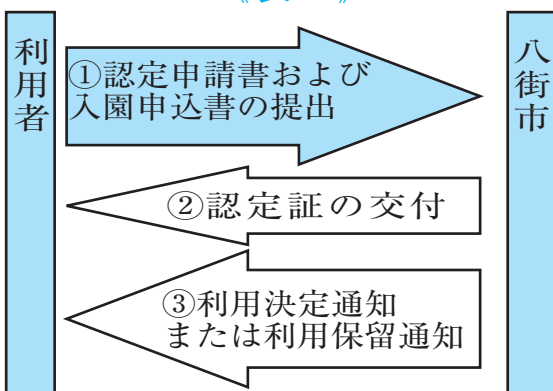 利用者
①認定申請書および
入園申込書の提出
②認定証の交付
③利用決定通知
または利用保留通知
八街市